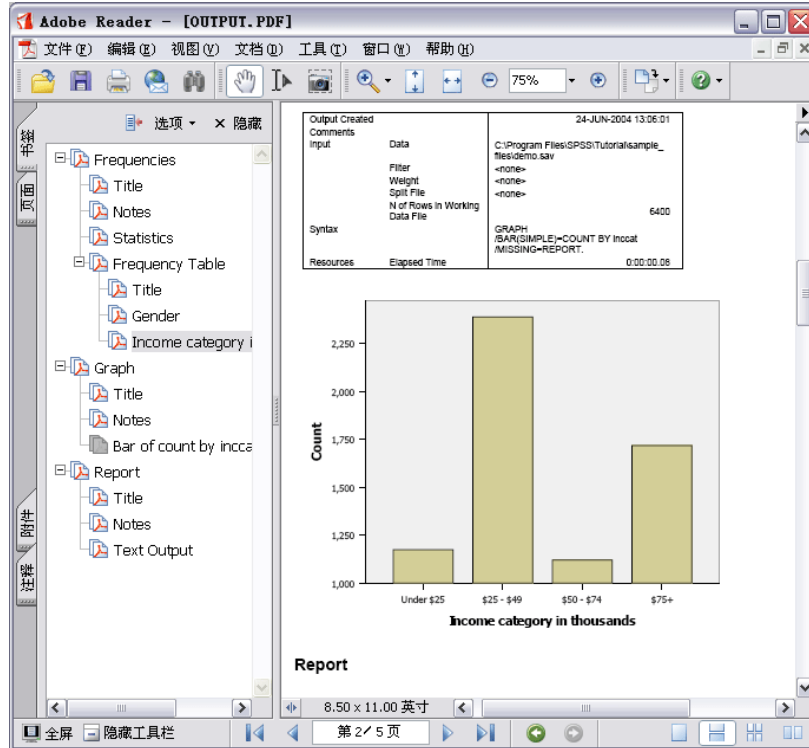 Adobe Reader - [OUTPUT.PDF]
文件(F) 编辑(E) 视图(V) 文档(D) 工具(T) 窗口(W) 帮助(H)
75%
选项 × 隐藏
书签
页面
附件
注释
Frequencies
Title
Notes
Statistics
Frequency Table
Title
Gender
Income category i
Graph
Title
Notes
Bar of count by incca
Report
Title
Notes
Text Output
Output Created 24-JUN-2004 13:06:01
Comments
Input Data C:\Program Files\SPSS\Tutorial\sample_
files\demo.sav
Filter <none>
Weight <none>
Split File <none>
N of Rows in Working
Data File 6400
Syntax GRAPH
/BAR(SIMPLE)=COUNT BY inccat
/MISSING=REPORT.
Resources Elapsed Time 0:00:00.06
Count
2,250
2,000
1,750
1,500
1,250
1,000
Under $25 $25 - $49 $50 - $74 $75+
Income category in thousands
Report
8.50 x 11.00 英寸
全屏 隐藏工具栏 第 2 / 5 页